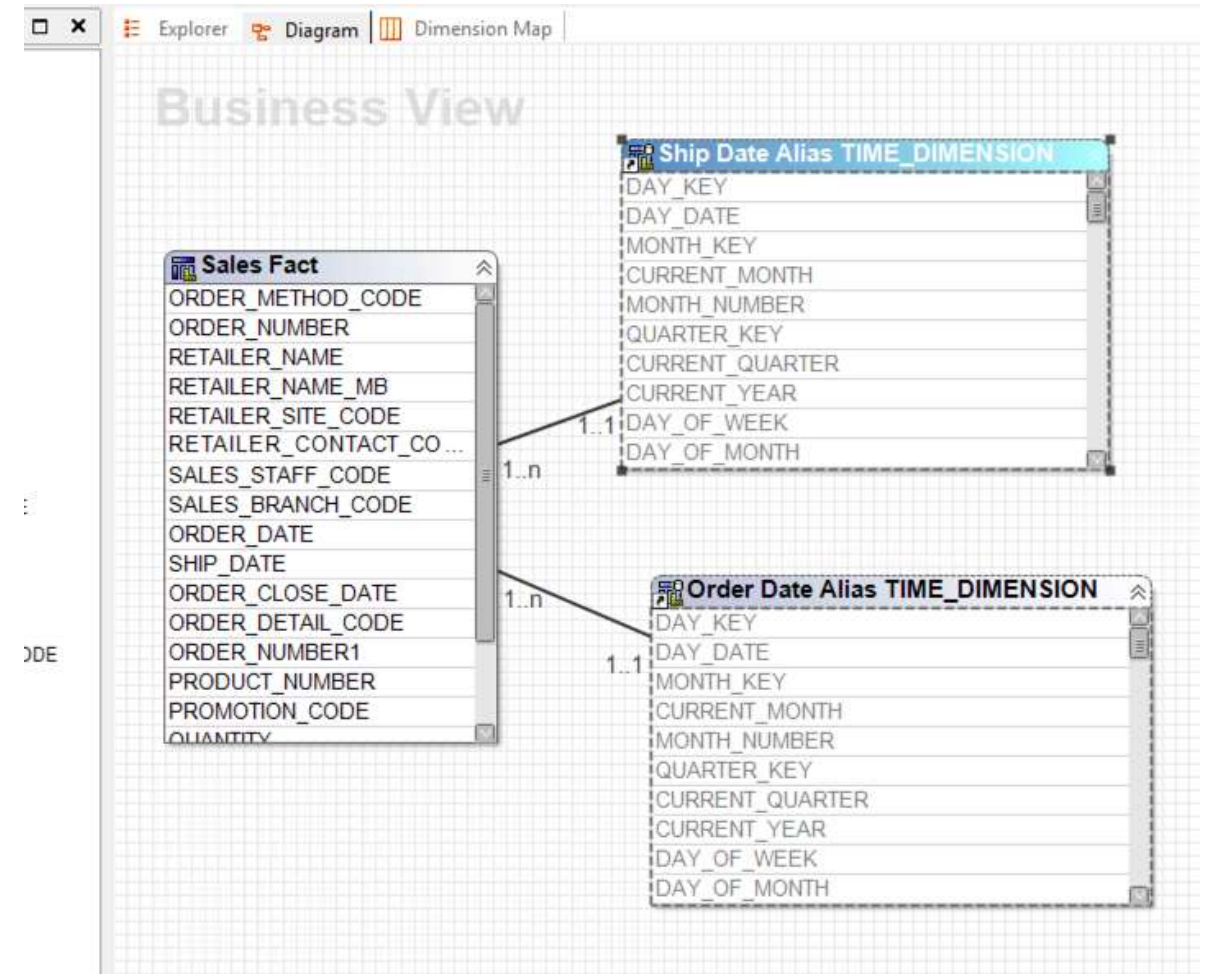 Explorer Diagram Dimension Map
Business View
Ship Date Alias TIME_DIMENSION
DAY_KEY
DAY_DATE
MONTH_KEY
CURRENT_MONTH
MONTH_NUMBER
QUARTER_KEY
CURRENT_QUARTER
CURRENT_YEAR
DAY_OF_WEEK
DAY_OF_MONTH
Sales Fact
ORDER_METHOD_CODE
ORDER_NUMBER
RETAILER_NAME
RETAILER_NAME_MB
RETAILER_SITE_CODE
RETAILER_CONTACT_CO ...
SALES_STAFF_CODE
SALES_BRANCH_CODE
ORDER_DATE
SHIP_DATE
ORDER_CLOSE_DATE
ORDER_DETAIL_CODE
ORDER_NUMBER1
PRODUCT_NUMBER
PROMOTION_CODE
QUANTITY
1..1
1..n
1..n
1..1
Order Date Alias TIME_DIMENSION
DAY_KEY
DAY_DATE
MONTH_KEY
CURRENT_MONTH
MONTH_NUMBER
QUARTER_KEY
CURRENT_QUARTER
CURRENT_YEAR
DAY_OF_WEEK
DAY_OF_MONTH